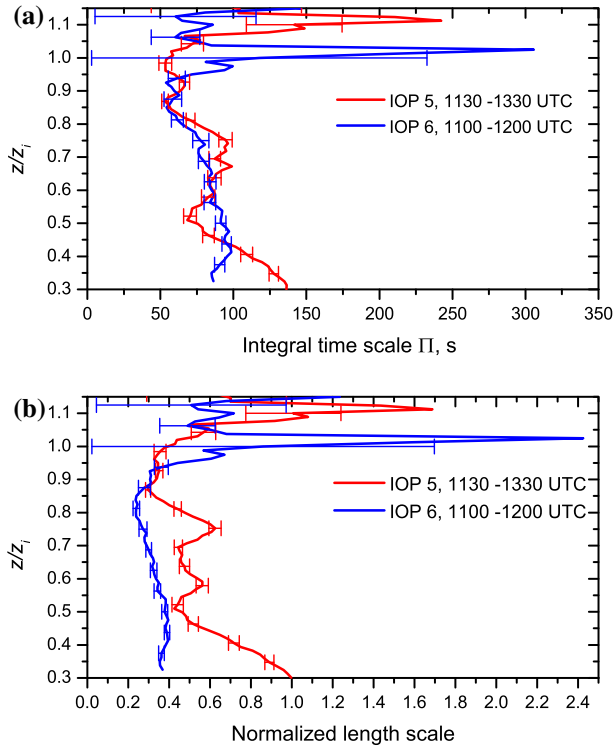 (a)
1.1
1.0
0.9
0.8
0.7
0.6
0.5
0.4
0.3
z/zi
IOP 5, 1130 -1330 UTC
IOP 6, 1100 -1200 UTC
0 50 100 150 200 250 300 350
Integral time scale Π, s
(b)
1.1
1.0
0.9
0.8
0.7
0.6
0.5
0.4
0.3
z/zi
IOP 5, 1130 -1330 UTC
IOP 6, 1100 -1200 UTC
0.0 0.2 0.4 0.6 0.8 1.0 1.2 1.4 1.6 1.8 2.0 2.2 2.4
Normalized length scale